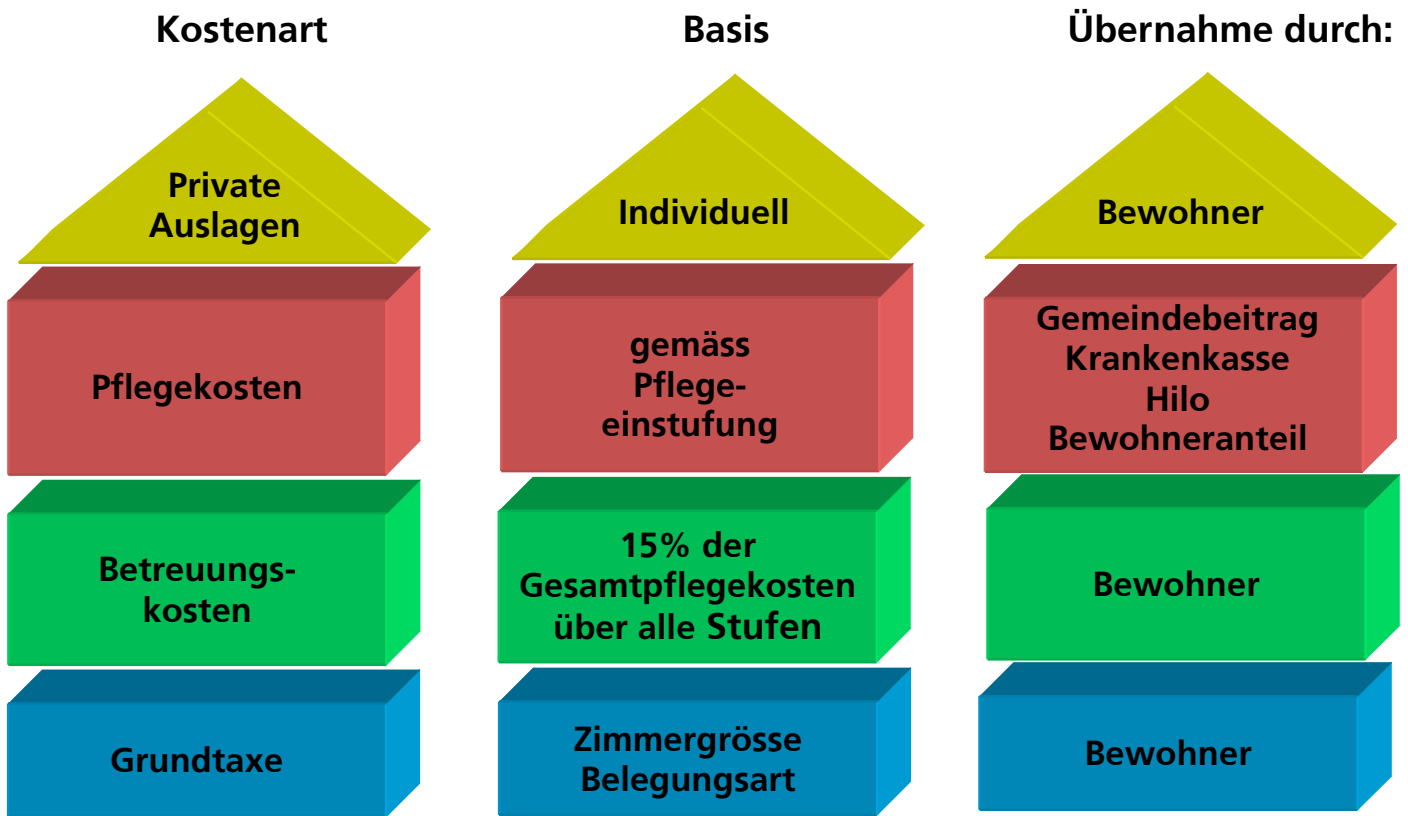 Kostenart
Basis
Übernahme durch:
Private
Auslagen
Individuell
Bewohner
Pflegekosten
gemäss
Pflege-
einstufung
Gemeindebeitrag
Krankenkasse
Hilo
Bewohneranteil
Betreuungs-
kosten
15% der
Gesamtpflegekosten
über alle Stufen
Bewohner
Grundtaxe
Zimmergrösse
Belegungsart
Bewohner